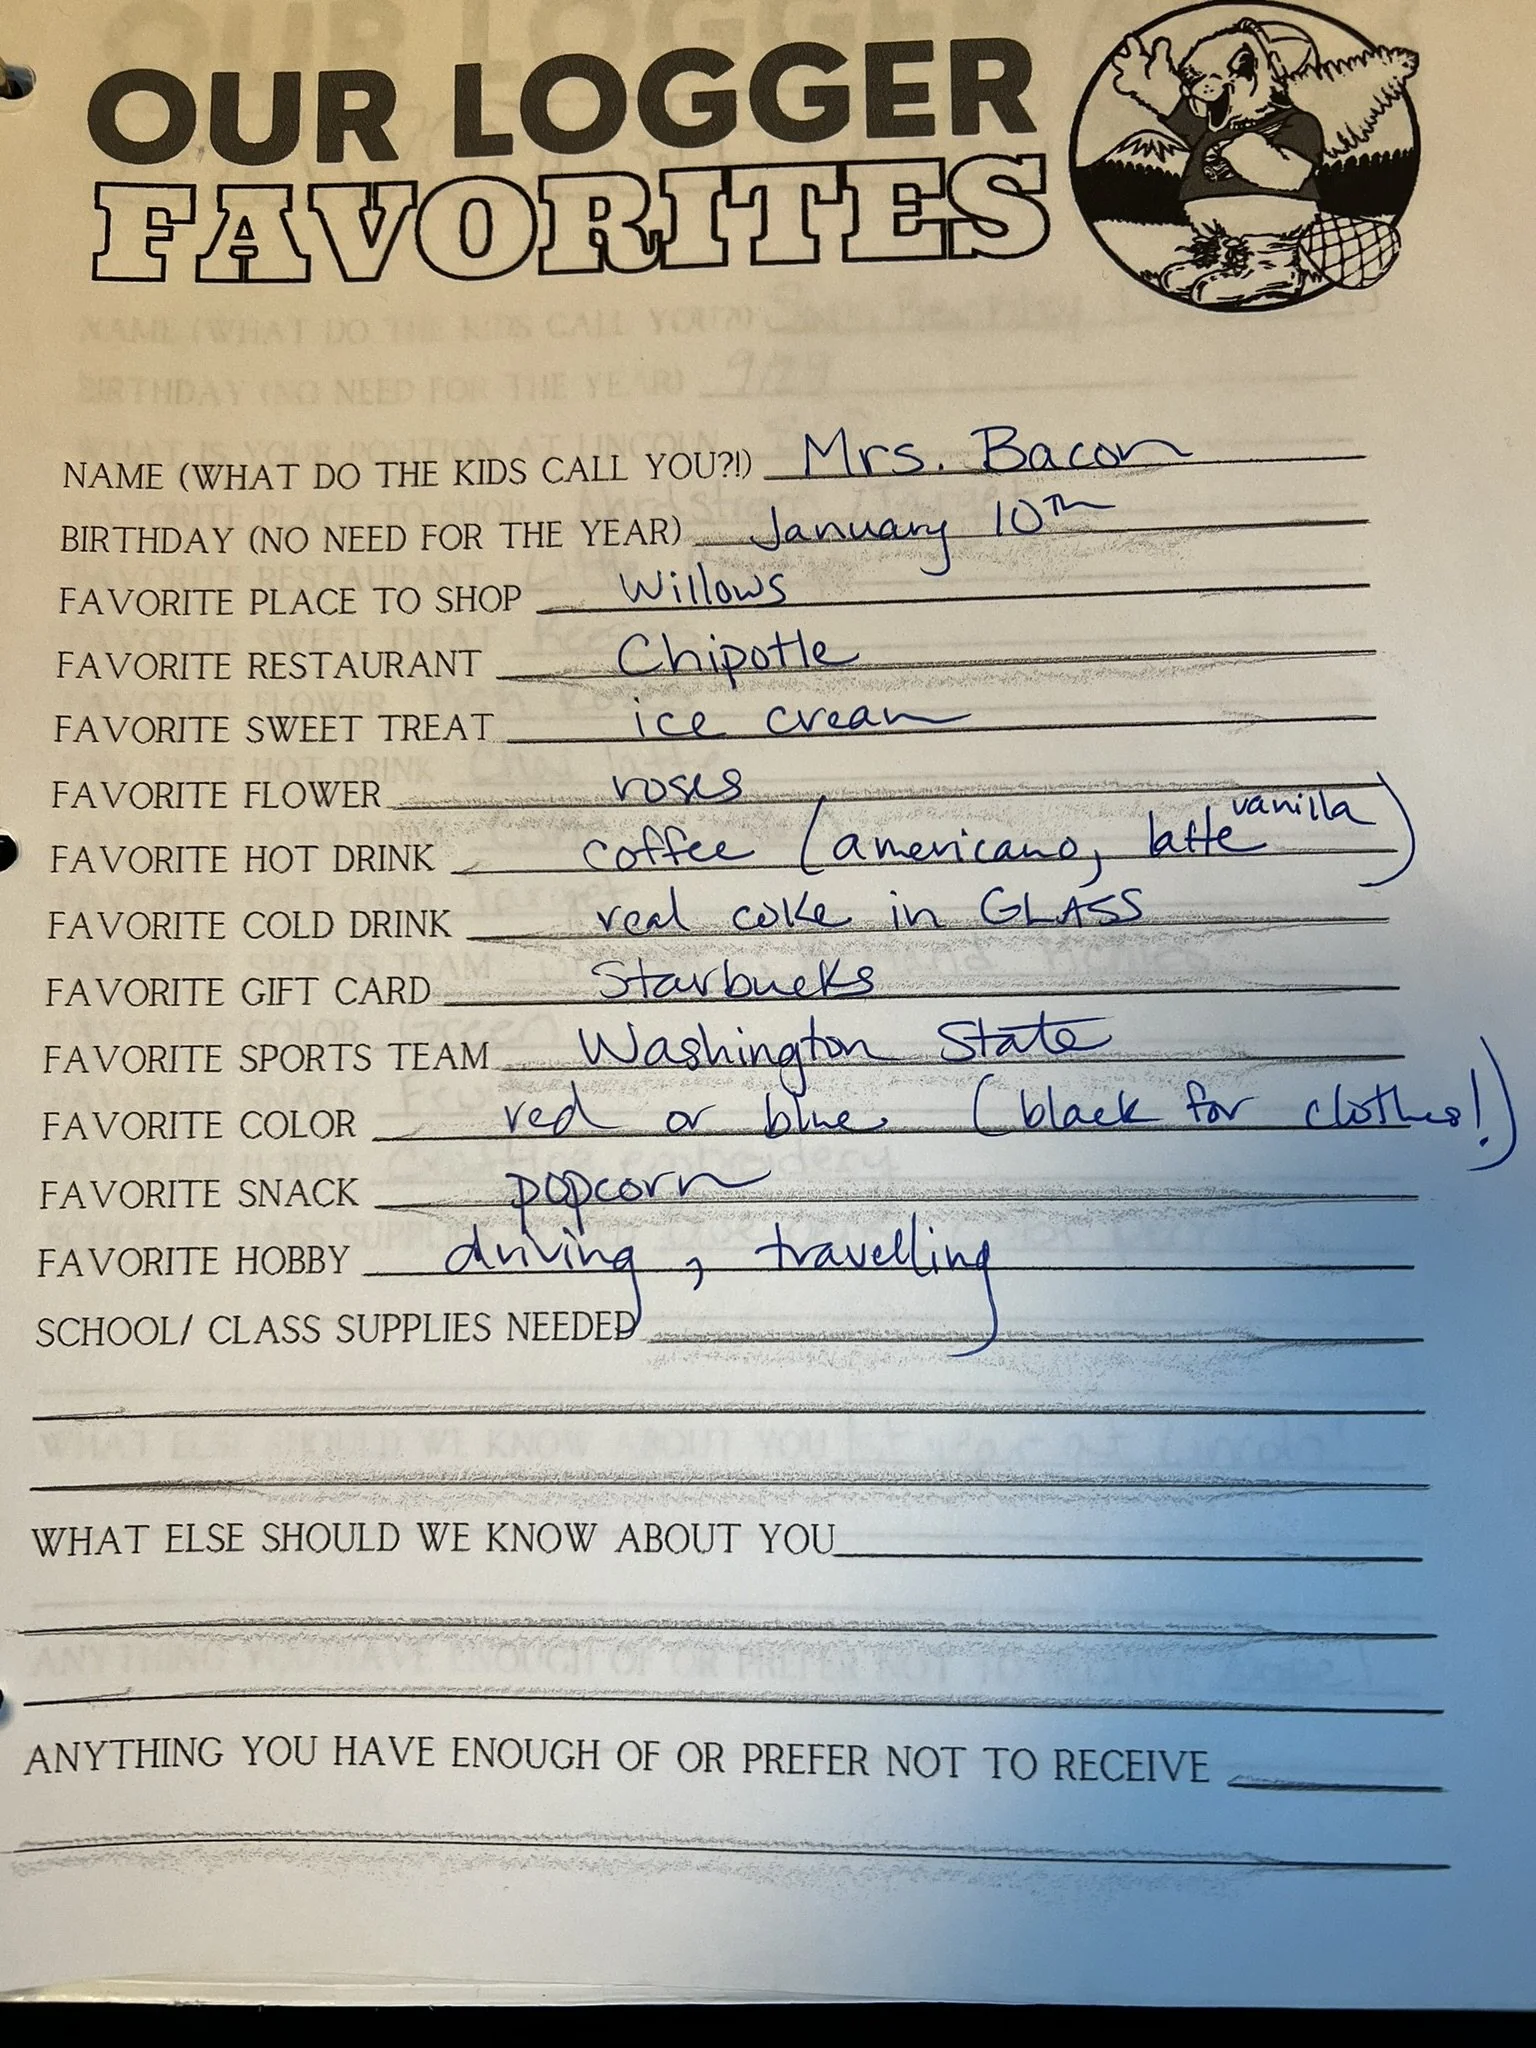 OUR LOGGER
FAVORITES
NAME (WHAT DO THE KIDS CALL YOU?!) Mrs. Bacon
BIRTHDAY (NO NEED FOR THE YEAR) January 10th
FAVORITE PLACE TO SHOP Willows
FAVORITE RESTAURANT Chipotle
FAVORITE SWEET TREAT ice cream
FAVORITE FLOWER roses
FAVORITE HOT DRINK coffee (americano, latte vanilla)
FAVORITE COLD DRINK real coke in GLASS
FAVORITE GIFT CARD Starbucks
FAVORITE SPORTS TEAM Washington State
FAVORITE COLOR red or blue (black for clothes!)
FAVORITE SNACK popcorn
FAVORITE HOBBY driving, travelling
SCHOOL/ CLASS SUPPLIES NEEDED
WHAT ELSE SHOULD WE KNOW ABOUT YOU
ANYTHING YOU HAVE ENOUGH OF OR PREFER NOT TO RECEIVE